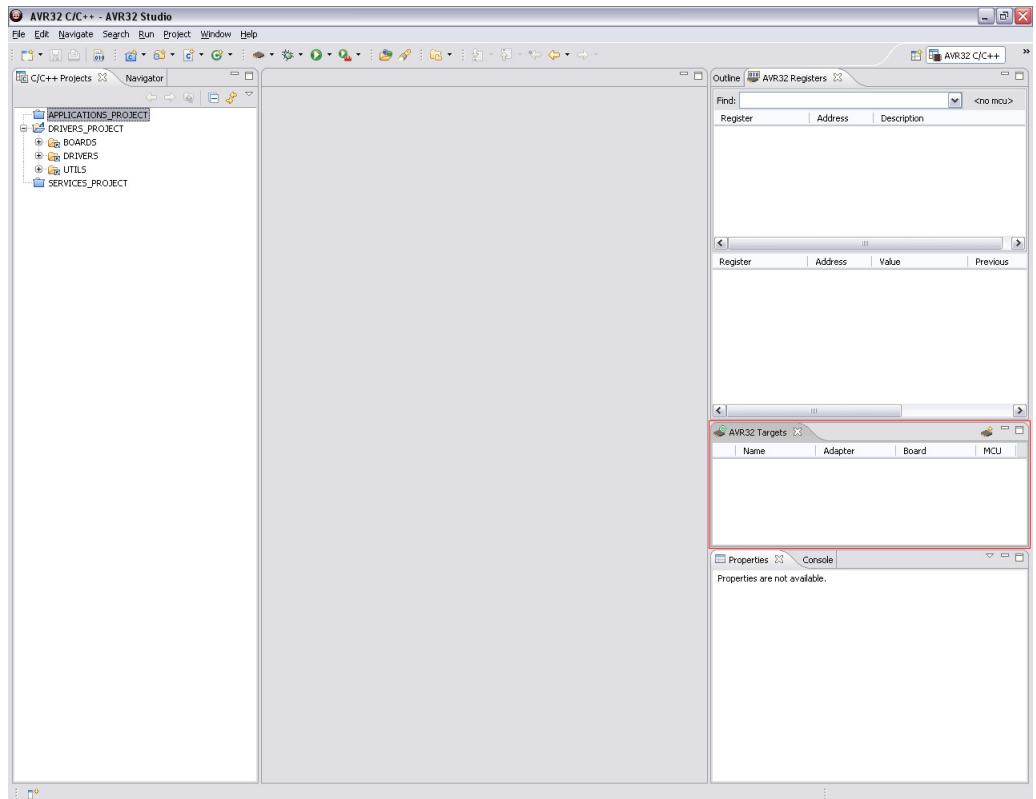 AVR32 C/C++ - AVR32 Studio
File Edit Navigate Search Run Project Window Help
AVR32 C/C++ »
C/C++ Projects Navigator
APPLICATIONS_PROJECT
DRIVERS_PROJECT
BOARDS
DRIVERS
UTILS
SERVICES_PROJECT
Outline AVR32 Registers
Find: <no mcu>
Register Address Description
Register Address Value Previous
AVR32 Targets
Name Adapter Board MCU
Properties Console
Properties are not available.